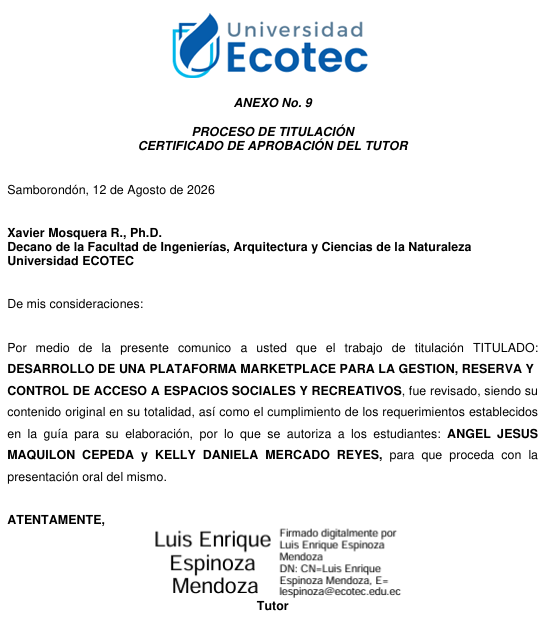 Universidad
Ecotec
ANEXO No. 9
PROCESO DE TITULACIÓN
CERTIFICADO DE APROBACIÓN DEL TUTOR
Samborondón, 12 de Agosto de 2026
Xavier Mosquera R., Ph.D.
Decano de la Facultad de Ingenierías, Arquitectura y Ciencias de la Naturaleza
Universidad ECOTEC
De mis consideraciones:
Por medio de la presente comunico a usted que el trabajo de titulación TITULADO:
DESARROLLO DE UNA PLATAFORMA MARKETPLACE PARA LA GESTION, RESERVA Y
CONTROL DE ACCESO A ESPACIOS SOCIALES Y RECREATIVOS, fue revisado, siendo su
contenido original en su totalidad, así como el cumplimiento de los requerimientos establecidos
en la guía para su elaboración, por lo que se autoriza a los estudiantes: ANGEL JESUS
MAQUILON CEPEDA y KELLY DANIELA MERCADO REYES, para que proceda con la
presentación oral del mismo.
ATENTAMENTE,
Luis Enrique
Espinoza
Mendoza
Firmado digitalmente por
Luis Enrique Espinoza
Mendoza
DN: CN=Luis Enrique
Espinoza Mendoza, E=
lespinoza@ecotec.edu.ec
Tutor